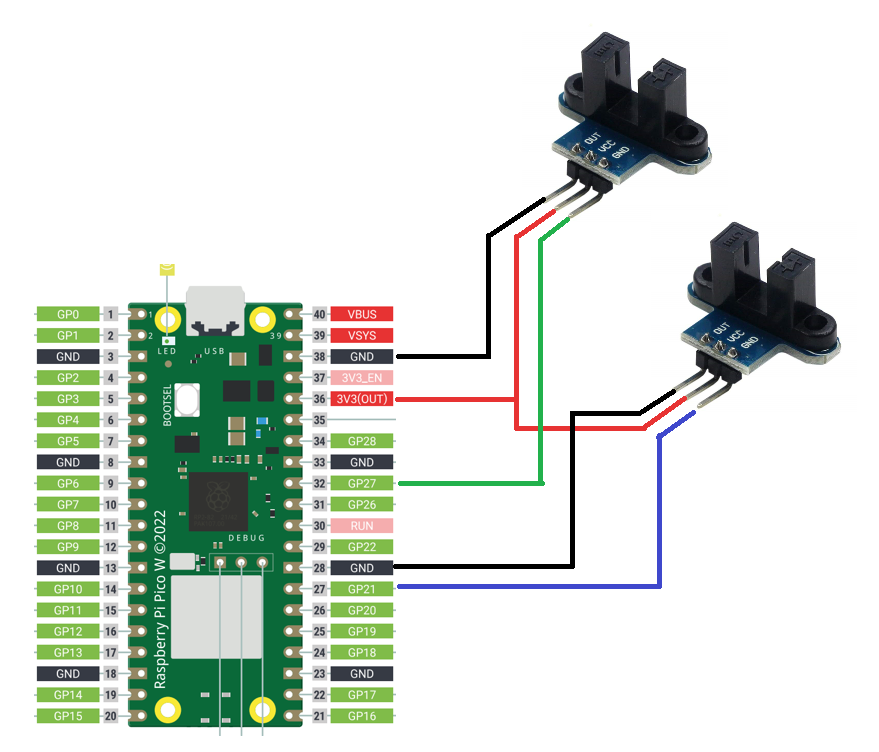 OUT
VCC
GND
OUT
VCC
GND
GP0 1 1 40 VBUS
GP1 2 2 39 39 VSYS
LED USB
GND 3 38 GND
GP2 4 37 3V3_EN
GP3 5 BOOTSEL 36 3V3(OUT)
GP4 6 35
GP5 7 34 GP28
GND 8 33 GND
GP6 9 32 GP27
GP7 10 31 GP26
GP8 11 30 RUN
DEBUG
GP9 12 29 GP22
GND 13 28 GND
GP10 14 27 GP21
GP11 15 26 GP20
GP12 16 25 GP19
GP13 17 24 GP18
GND 18 23 GND
GP14 19 22 GP17
GP15 20 21 GP16
Raspberry Pi Pico W ©2022